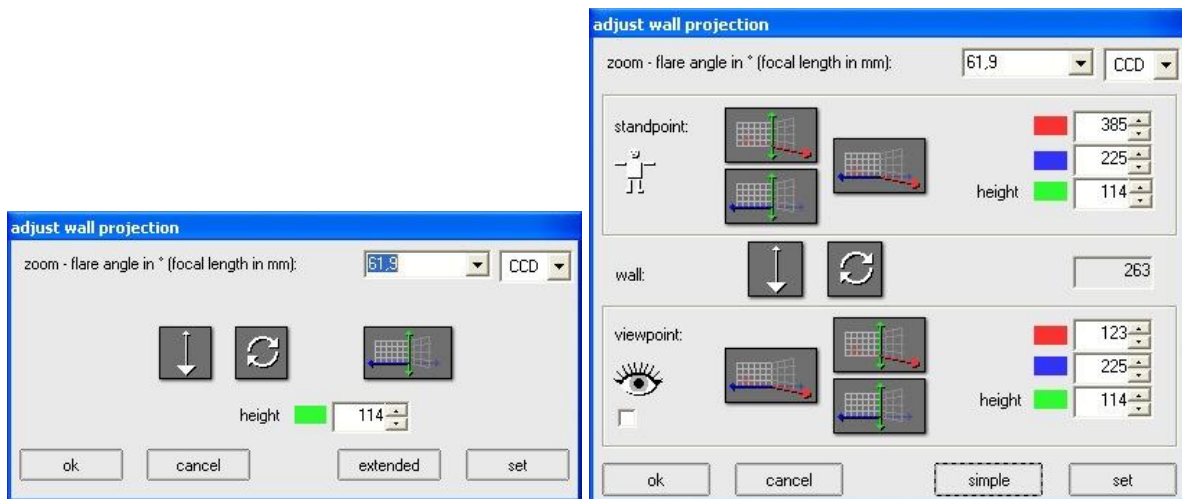 adjust wall projection
zoom - flare angle in ° (focal length in mm): 61,9 CCD
height 114
ok cancel extended set
adjust wall projection
zoom - flare angle in ° (focal length in mm): 61,9 CCD
standpoint: 385
225
height 114
wall: 263
viewpoint: 123
225
height 114
ok cancel simple set